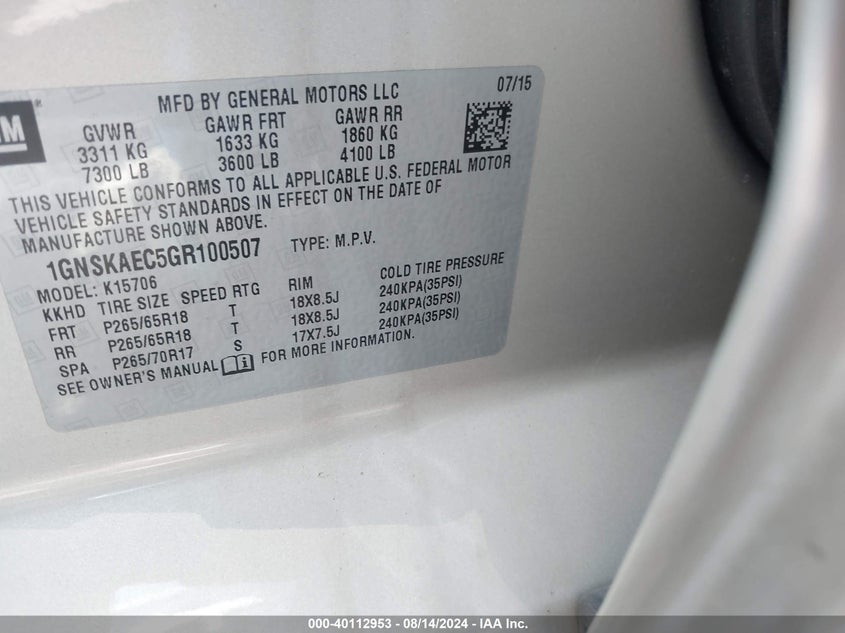 GM
MFD BY GENERAL MOTORS LLC 07/15
GVWR GAWR FRT GAWR RR
3311 KG 1633 KG 1860 KG
7300 LB 3600 LB 4100 LB
THIS VEHICLE CONFORMS TO ALL APPLICABLE U.S. FEDERAL MOTOR
VEHICLE SAFETY STANDARDS IN EFFECT ON THE DATE OF
MANUFACTURE SHOWN ABOVE.
1GNSKAEC5GR100507 TYPE: M.P.V.
MODEL: K15706
KKHD TIRE SIZE SPEED RTG RIM COLD TIRE PRESSURE
FRT P265/65R18 T 18X8.5J 240KPA(35PSI)
RR P265/65R18 T 18X8.5J 240KPA(35PSI)
SPA P265/70R17 S 17X7.5J 240KPA(35PSI)
SEE OWNER'S MANUAL FOR MORE INFORMATION.
000-40112953 - 08/14/2024 - IAA Inc.